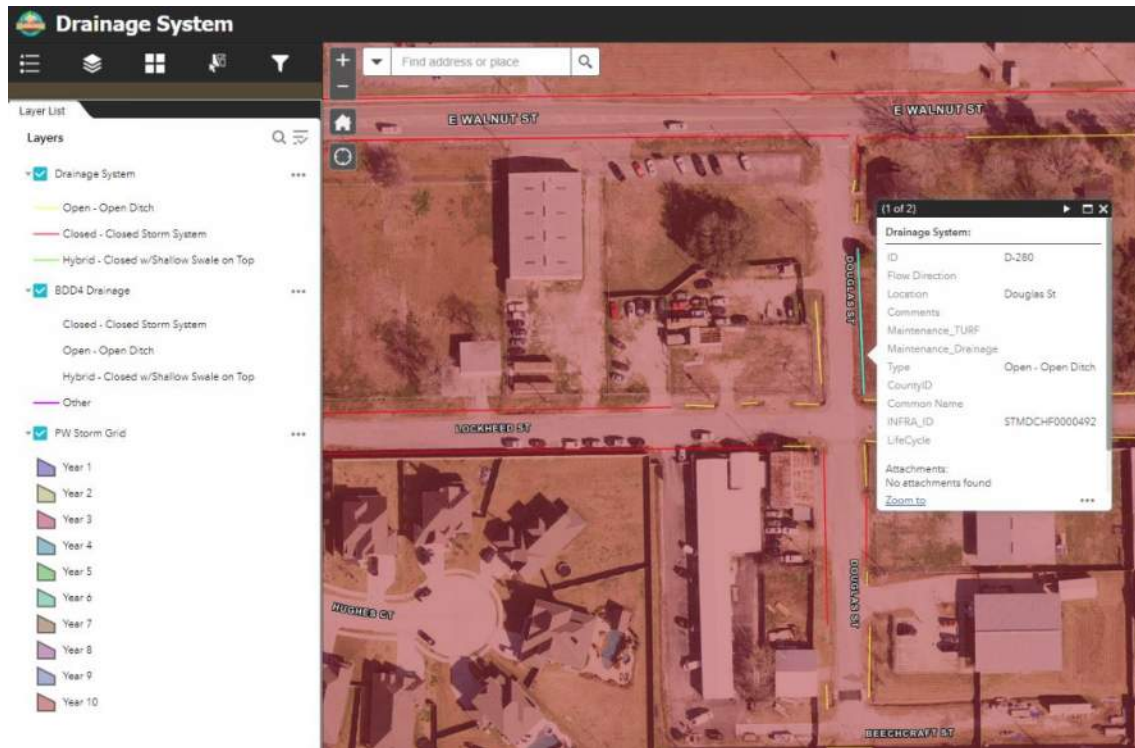 Drainage System
Find address or place
Layer List
Layers
Drainage System
Open - Open Ditch
Closed - Closed Storm System
Hybrid - Closed w/Shallow Swale on Top
BDD4 Drainage
Closed - Closed Storm System
Open - Open Ditch
Hybrid - Closed w/Shallow Swale on Top
Other
PW Storm Grid
Year 1
Year 2
Year 3
Year 4
Year 5
Year 6
Year 7
Year 8
Year 9
Year 10
E WALNUT ST
E WALNUT ST
DOUGLAS ST
LOCKHEED ST
HUGHES CT
DOUGLAS ST
BEECHCRAFT ST
(1 of 2)
Drainage System:
ID D-280
Flow Direction
Location Douglas St
Comments
Maintenance_TURF
Maintenance_Drainage
Type Open - Open Ditch
CountyID
Common Name
INFRA_ID STMDCHF0000492
LifeCycle
Attachments:
No attachments found
Zoom to